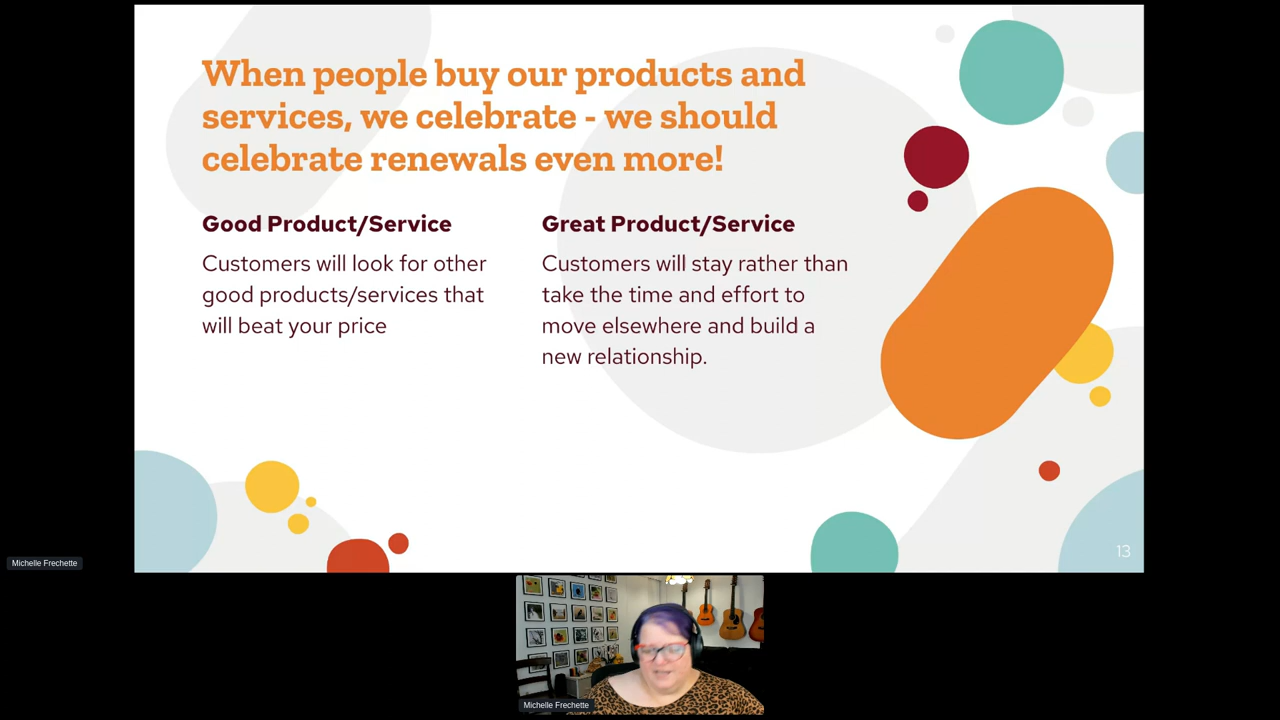 When people buy our products and
services, we celebrate - we should
celebrate renewals even more!
Good Product/Service
Customers will look for other
good products/services that
will beat your price
Great Product/Service
Customers will stay rather than
take the time and effort to
move elsewhere and build a
new relationship.
13
Michelle Frechette
Michelle Frechette